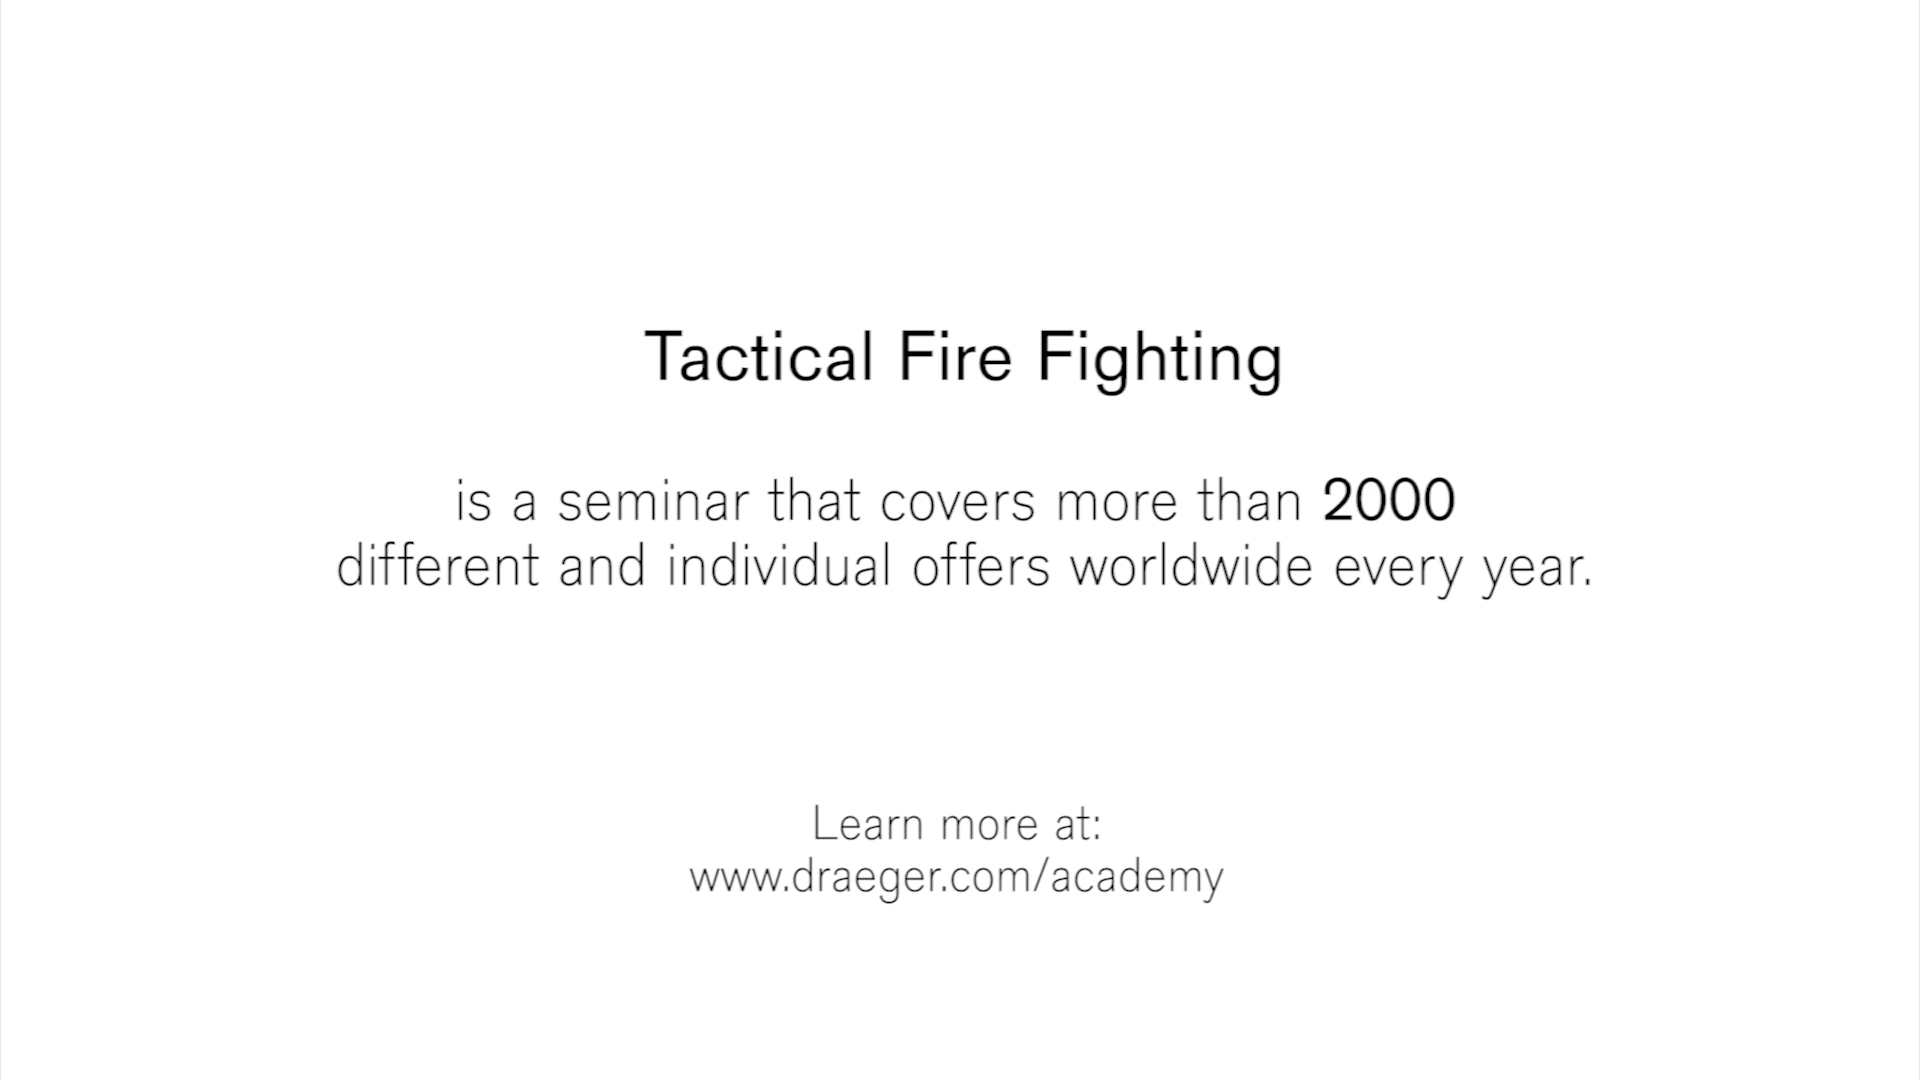 Tactical Fire Fighting
is a seminar that covers more than 2000
different and individual offers worldwide every year.
Learn more at:
www.draeger.com/academy